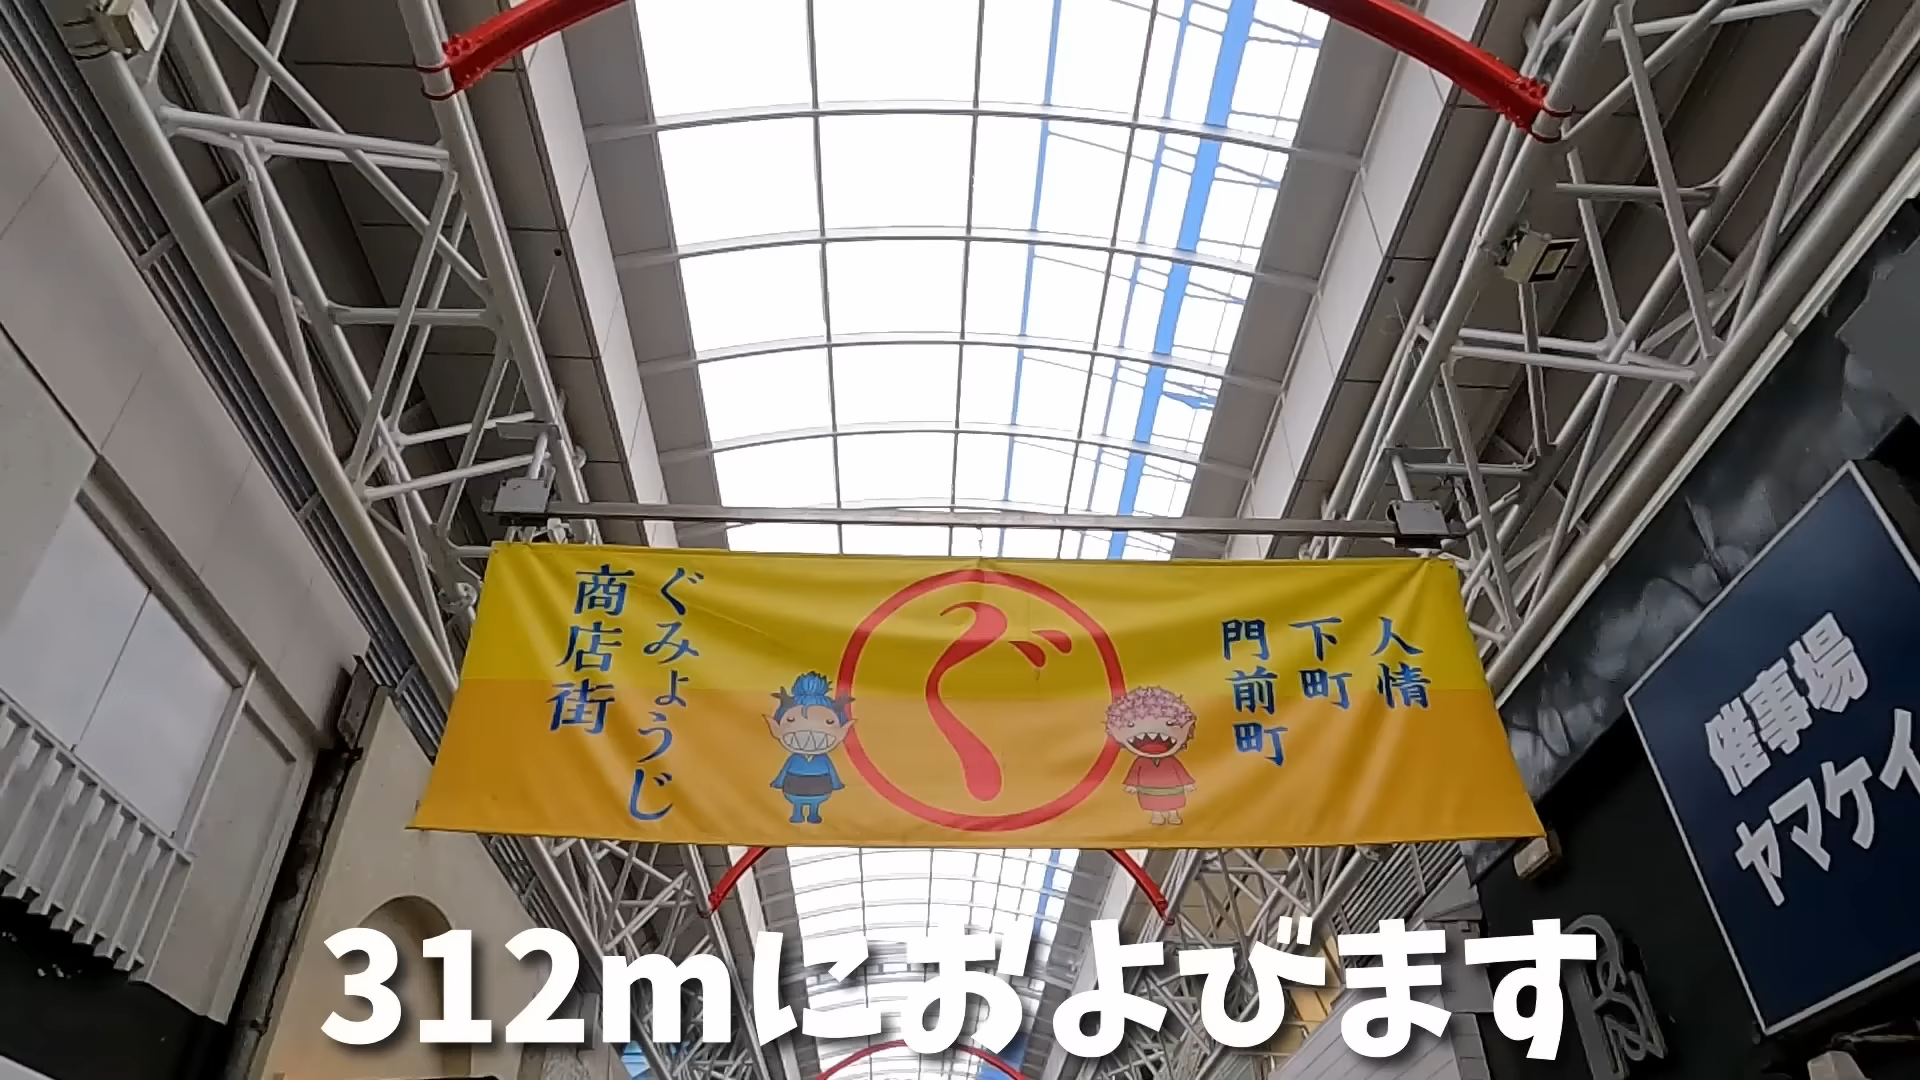 人情
下町
門前町
ぐ
ぐみょうじ
商店街
催事場
ヤマケイ
312mにおよびます